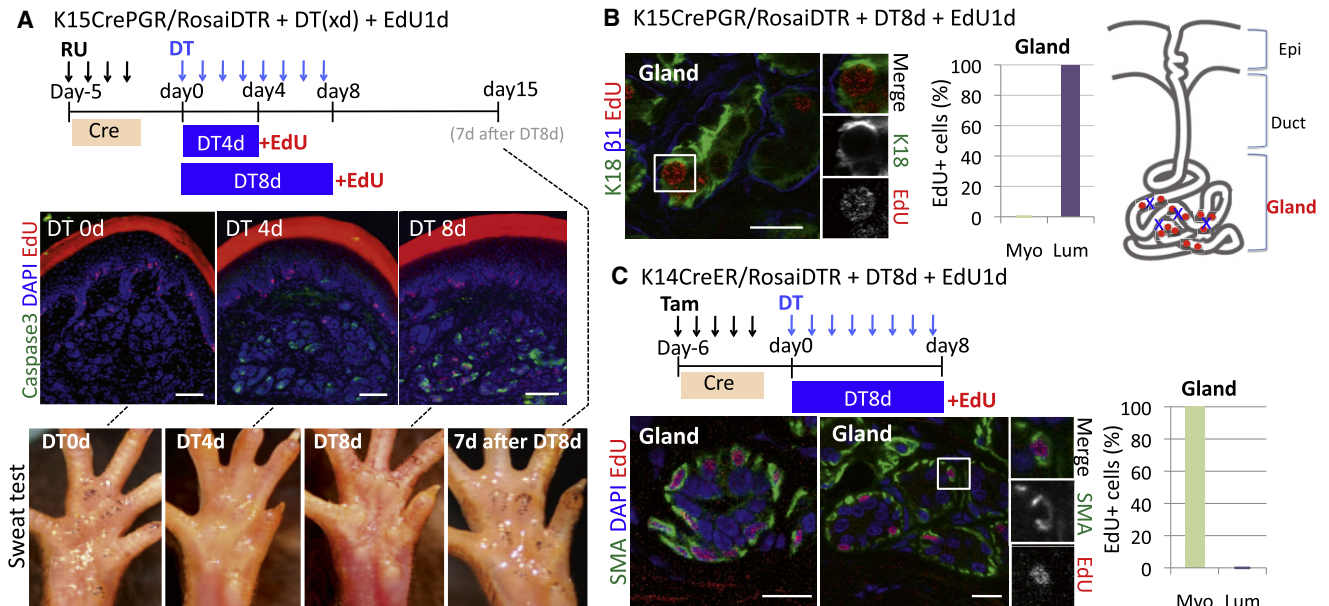 A K15CrePGR/RosaiDTR + DT(xd) + EdU1d
RU DT
Day-5 day0 day4 day8 day15
Cre
(7d after DT8d)
DT4d +EdU
DT8d +EdU
Caspase3 DAPI EdU
DT 0d DT 4d DT 8d
Sweat test
DT0d DT4d DT8d 7d after DT8d
B K15CrePGR/RosaiDTR + DT8d + EdU1d
K18 β1 EdU
Gland
Merge
K18
EdU
Gland
EdU+ cells (%)
100
80
60
40
20
0
Myo Lum
Epi
Duct
Gland
X X X X
C K14CreER/RosaiDTR + DT8d + EdU1d
Tam DT
Day-6 day0 day8
Cre
DT8d +EdU
SMA DAPI EdU
Gland Gland
Merge
SMA
EdU
Gland
EdU+ cells (%)
100
80
60
40
20
0
Myo Lum